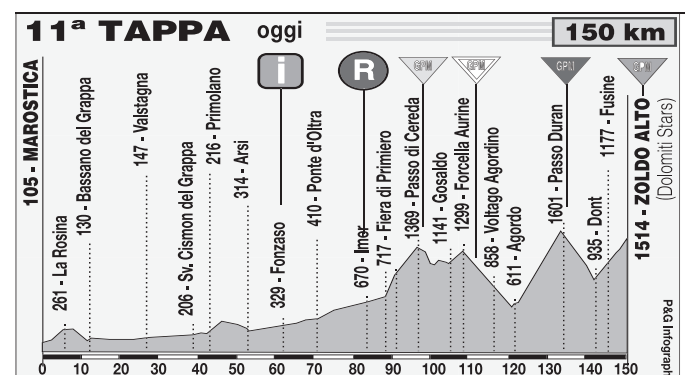 11ª TAPPA oggi 150 km
i
R
GPM
GPM
GPM
GPM
105 - MAROSTICA
261 - La Rosina
130 - Bassano del Grappa
147 - Valstagna
206 - Sv. Cismon del Grappa
216 - Primolano
314 - Arsi
329 - Fonzaso
410 - Ponte d'Oltra
670 - Imer
717 - Fiera di Primiero
1369 - Passo di Cereda
1141 - Gosaldo
1299 - Forcella Aurine
858 - Voltago Agordino
611 - Agordo
1601 - Passo Duran
935 - Dont
1177 - Fusine
1514 - ZOLDO ALTO
(Dolomiti Stars)
P&G Infograph
0 10 20 30 40 50 60 70 80 90 100 110 120 130 140 150